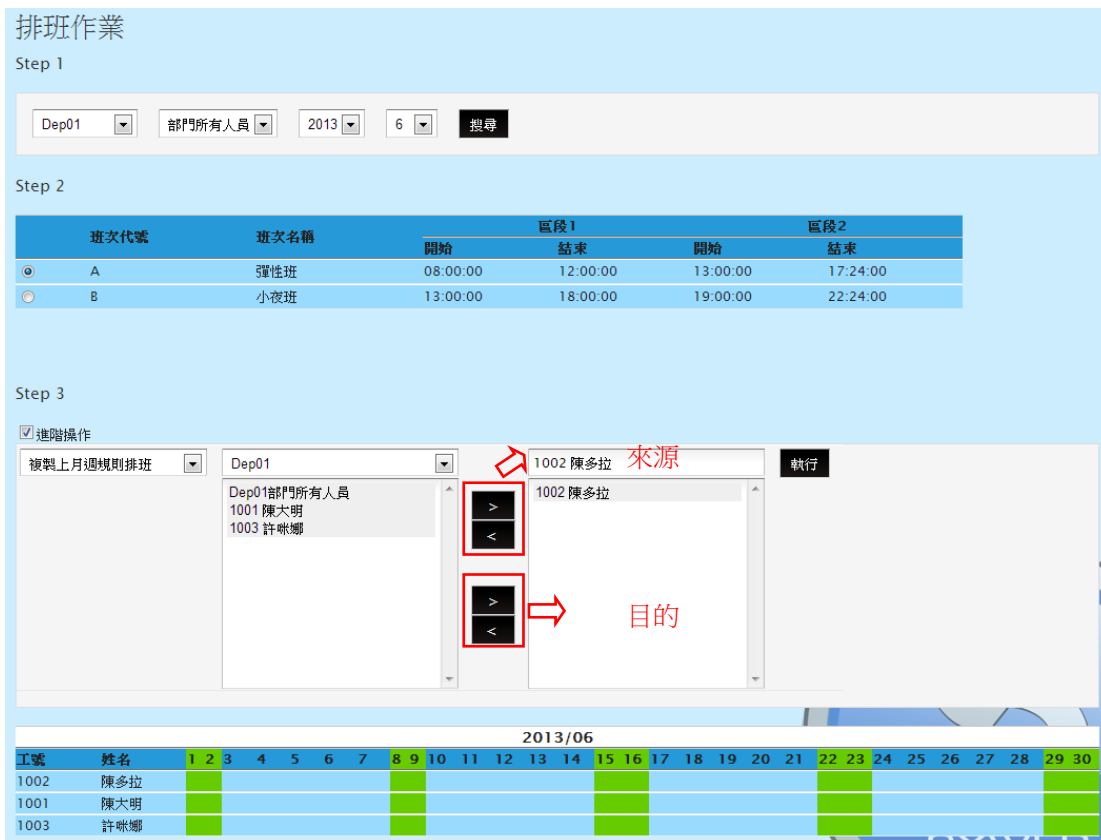 排班作業
Step 1
Dep01 部門所有人員 2013 6 搜尋
Step 2
班次代號 班次名稱 區段1 區段2
開始 結束 開始 結束
A 彈性班 08:00:00 12:00:00 13:00:00 17:24:00
B 小夜班 13:00:00 18:00:00 19:00:00 22:24:00
Step 3
進階操作
複製上月週規則排班 Dep01 1002 陳多拉 來源 執行
Dep01部門所有人員 1002 陳多拉
1001 陳大明 >
1003 許咪娜 <
> 目的
<
2013/06
工號 姓名 1 2 3 4 5 6 7 8 9 10 11 12 13 14 15 16 17 18 19 20 21 22 23 24 25 26 27 28 29 30
1002 陳多拉
1001 陳大明
1003 許咪娜